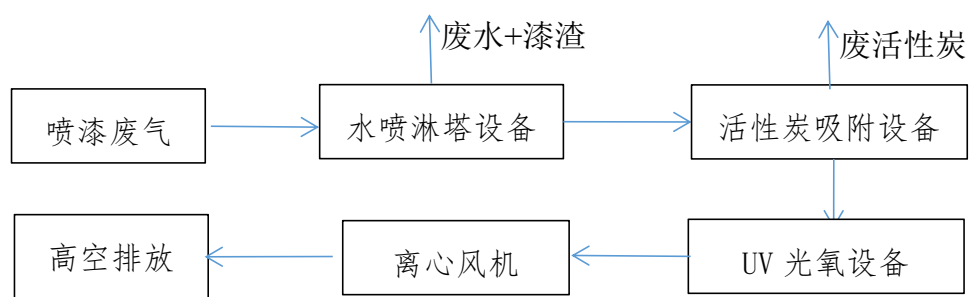 废水+漆渣
废活性炭
喷漆废气
水喷淋塔设备
活性炭吸附设备
高空排放
离心风机
UV 光氧设备